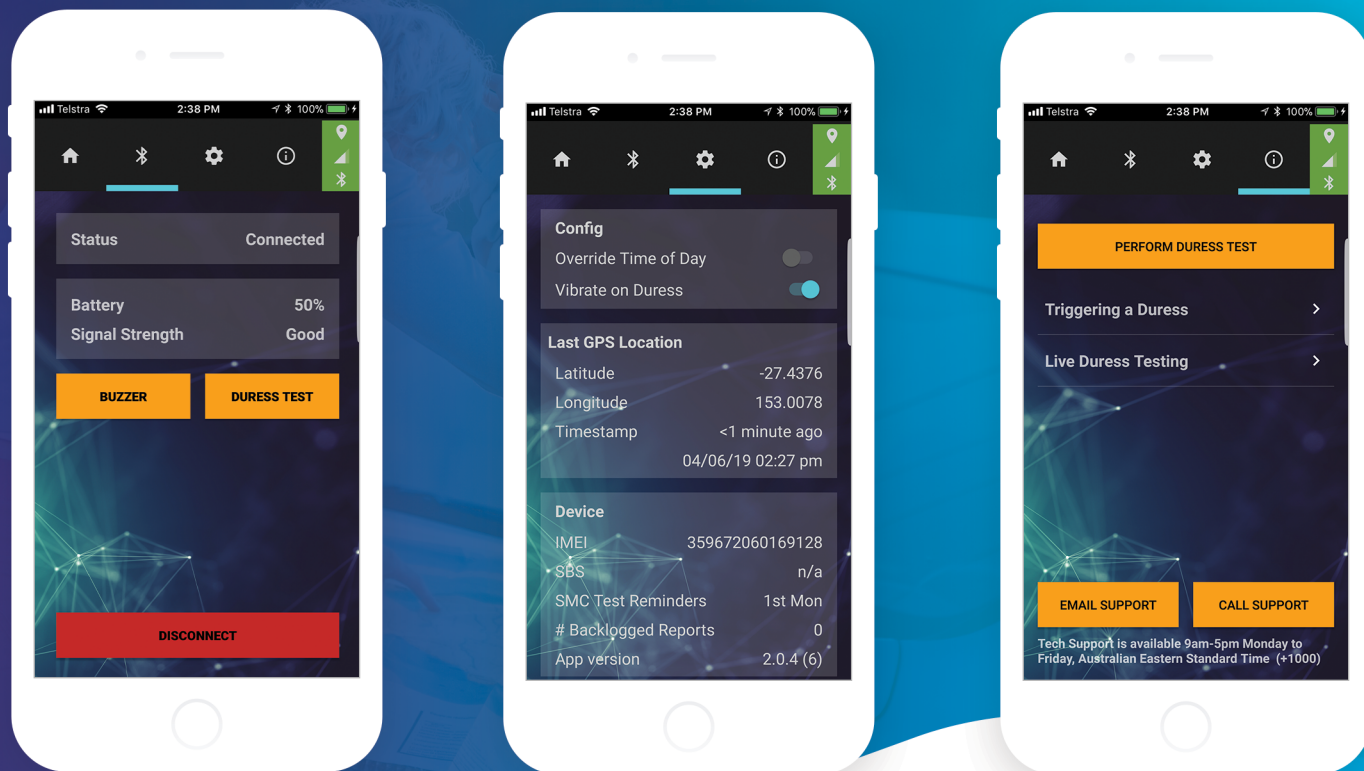 Telstra 2:38 PM 100%
Status Connected
Battery 50%
Signal Strength Good
BUZZER DURESS TEST
DISCONNECT
Telstra 2:38 PM 100%
Config
Override Time of Day
Vibrate on Duress
Last GPS Location
Latitude -27.4376
Longitude 153.0078
Timestamp <1 minute ago
04/06/19 02:27 pm
Device
IMEI 359672060169128
SBS n/a
SMC Test Reminders 1st Mon
# Backlogged Reports 0
App version 2.0.4 (6)
Telstra 2:38 PM 100%
PERFORM DURESS TEST
Triggering a Duress
Live Duress Testing
EMAIL SUPPORT CALL SUPPORT
Tech Support is available 9am-5pm Monday to
Friday, Australian Eastern Standard Time (+1000)